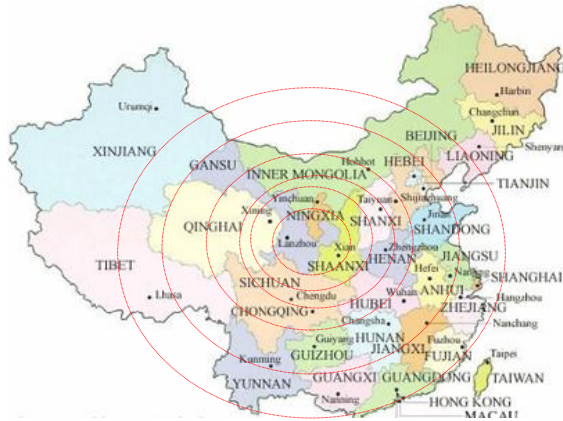 HEILONGJIANG
Harbin
Urumqi
Changchun
JILIN
BEIJING
XINJIANG
LIAONING
Shenyang
GANSU
Hohhot
HEBEI
INNER MONGOLIA
TIANJIN
Yinchuan
Taiyuan
Shijiazhuang
Xining
NINGXIA
SHANXI
Jinan
QINGHAI
SHANDONG
Lanzhou
Xian
Zhengzhou
HENAN
JIANGSU
TIBET
SHAANXI
Hefei
Nanjing
SHANGHAI
SICHUAN
ANHUI
Lhasa
Chengdu
HUBEI
Wuhan
Hangzhou
CHONGQING
ZHEJIANG
Changsha
Nanchang
Guiyang
HUNAN
Fuzhou
JIANGXI
GUIZHOU
FUJIAN
Taipei
Kunming
YUNNAN
GUANGXI
GUANGDONG
TAIWAN
Nanning
HONG KONG
MACAU